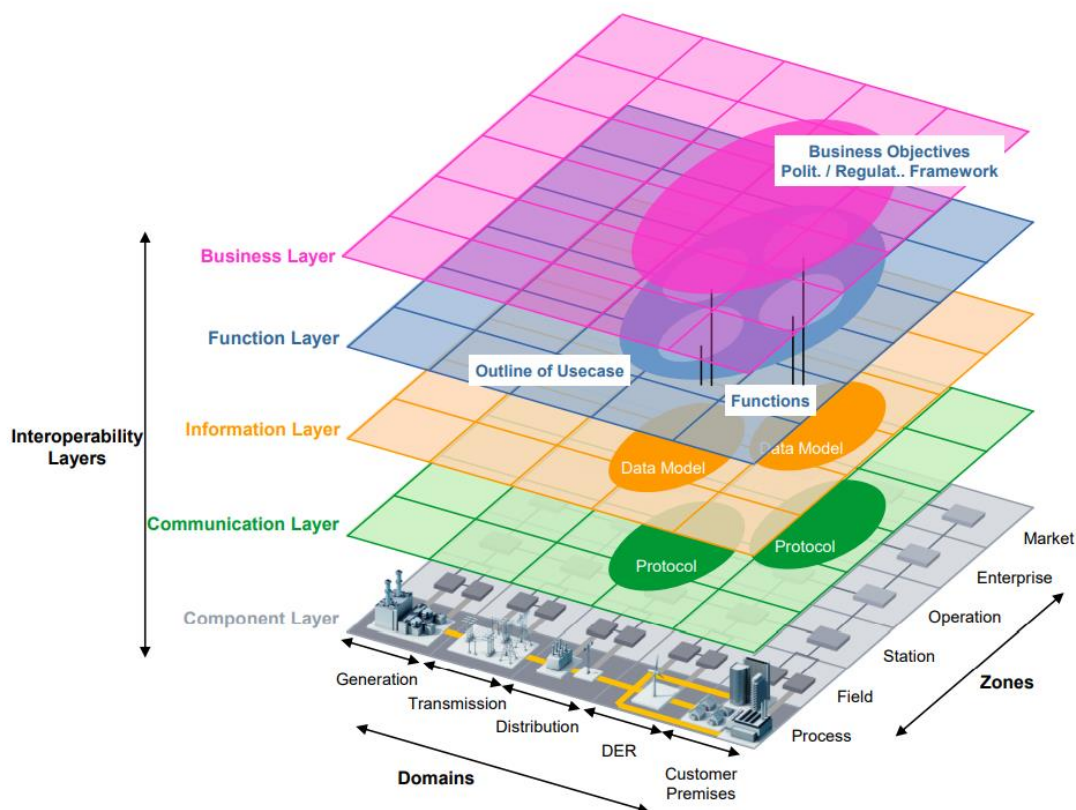 Business Objectives
Polit. / Regulat.. Framework
Business Layer
Function Layer
Outline of Usecase
Functions
Interoperability
Layers
Information Layer
Data Model
Data Model
Communication Layer
Protocol
Protocol
Component Layer
Market
Enterprise
Operation
Station
Field
Process
Zones
Generation
Transmission
Distribution
DER
Customer
Premises
Domains